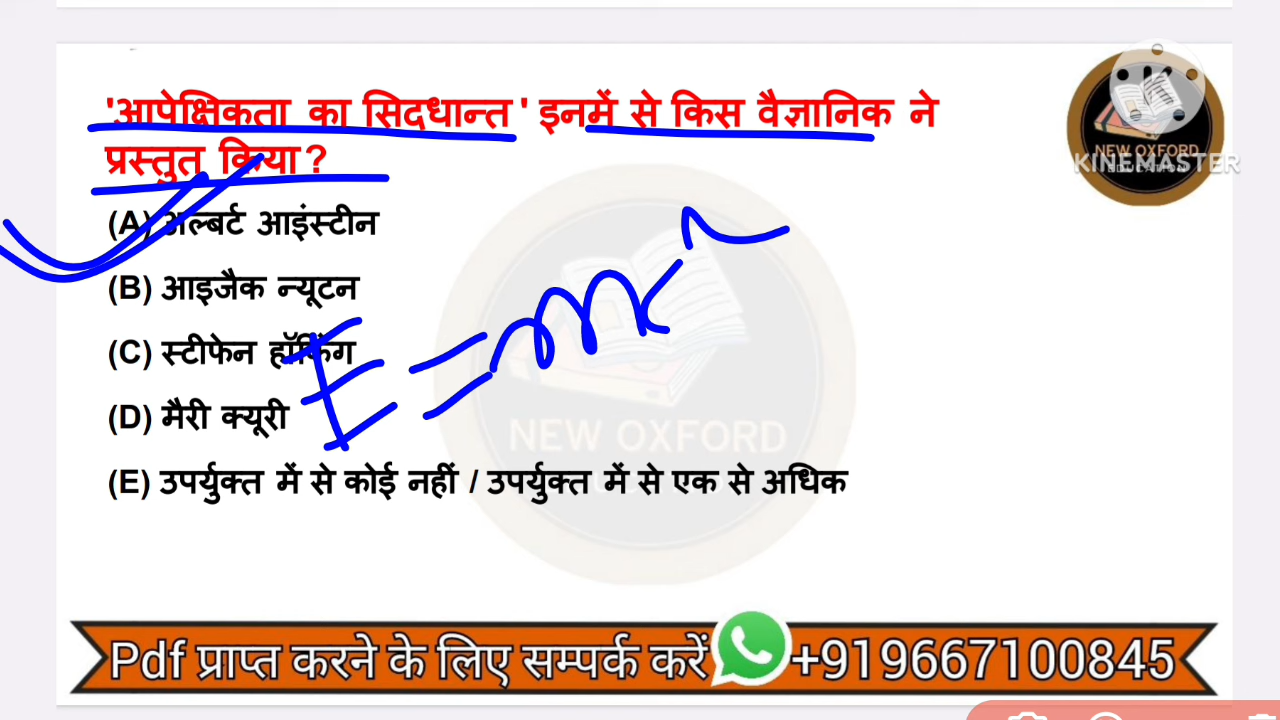 'आपेक्षिकता का सिद्धान्त' इनमें से किस वैज्ञानिक ने
प्रस्तुत किया?
(A) अल्बर्ट आइंस्टीन
(B) आइजैक न्यूटन
(C) स्टीफेन हॉकिंग
(D) मैरी क्यूरी
(E) उपर्युक्त में से कोई नहीं / उपर्युक्त में से एक से अधिक
E = mc²
NEW OXFORD
EDUCATION
KINEMASTER
NEW OXFORD
Pdf प्राप्त करने के लिए सम्पर्क करें +919667100845